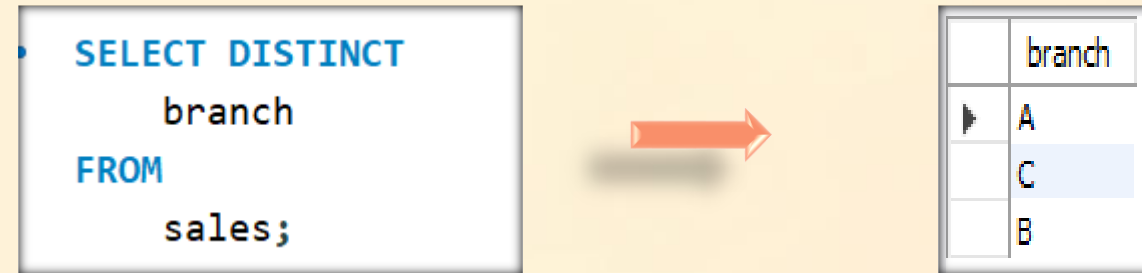 SELECT DISTINCT
branch
FROM
sales;
branch
A
C
B